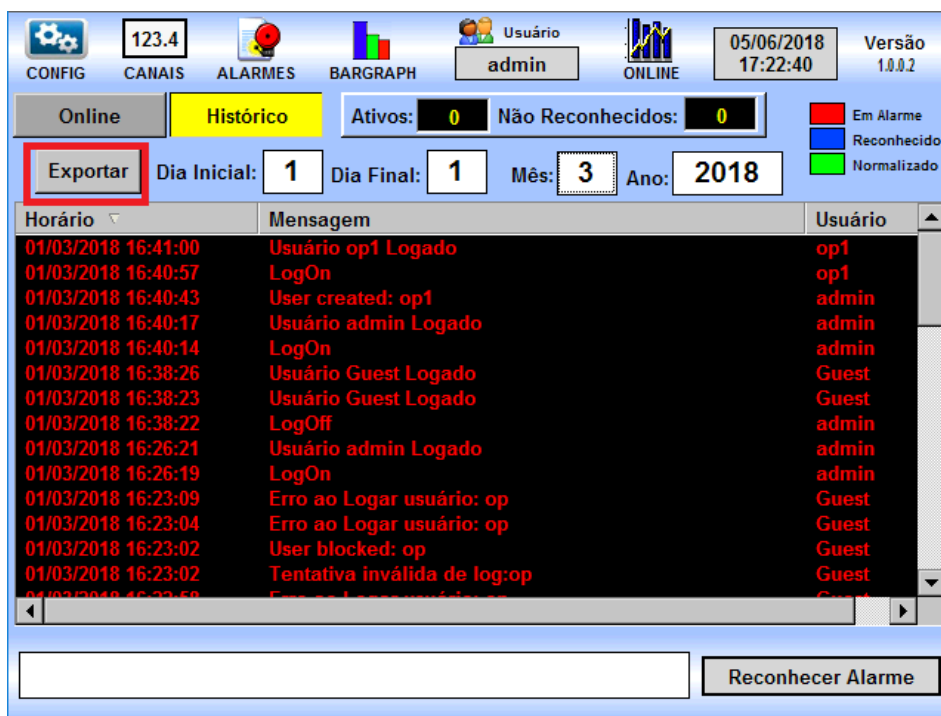 CONFIG 123.4 CANAIS ALARMES BARGRAPH Usuário admin ONLINE 05/06/2018 17:22:40 Versão 1.0.0.2
Online Histórico Ativos: 0 Não Reconhecidos: 0 Em Alarme
Reconhecido
Normalizado
Exportar Dia Inicial: 1 Dia Final: 1 Mês: 3 Ano: 2018
Horário Mensagem Usuário
01/03/2018 16:41:00 Usuário op1 Logado op1
01/03/2018 16:40:57 LogOn op1
01/03/2018 16:40:43 User created: op1 admin
01/03/2018 16:40:17 Usuário admin Logado admin
01/03/2018 16:40:14 LogOn admin
01/03/2018 16:38:26 Usuário Guest Logado Guest
01/03/2018 16:38:23 Usuário Guest Logado Guest
01/03/2018 16:38:22 LogOff admin
01/03/2018 16:26:21 Usuário admin Logado admin
01/03/2018 16:26:19 LogOn admin
01/03/2018 16:23:09 Erro ao Logar usuário: op Guest
01/03/2018 16:23:04 Erro ao Logar usuário: op Guest
01/03/2018 16:23:02 User blocked: op Guest
01/03/2018 16:23:02 Tentativa inválida de log:op Guest
Reconhecer Alarme